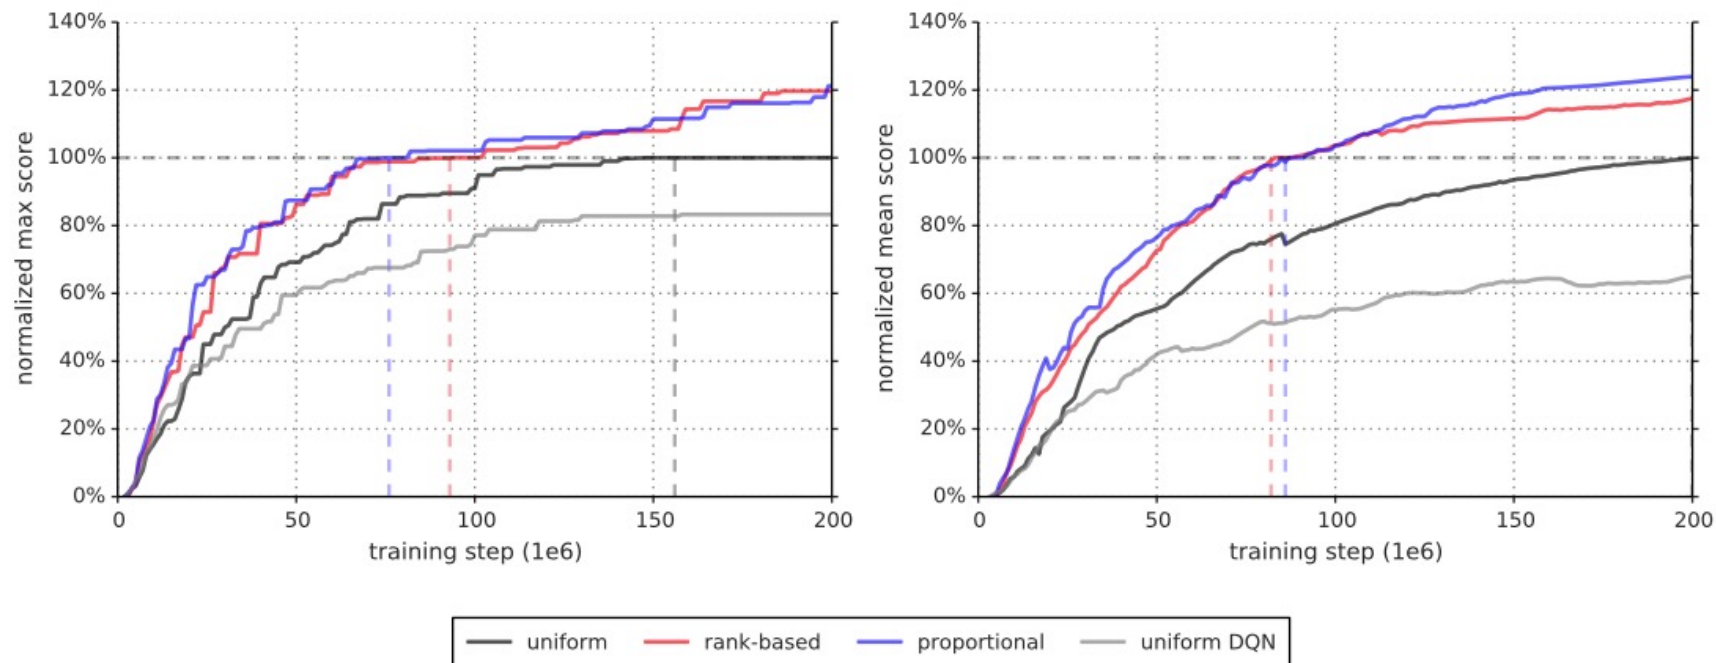 140%
120%
100%
80%
60%
40%
20%
0%
normalized max score
0 50 100 150 200
training step (1e6)
140%
120%
100%
80%
60%
40%
20%
0%
normalized mean score
0 50 100 150 200
training step (1e6)
uniform rank-based proportional uniform DQN